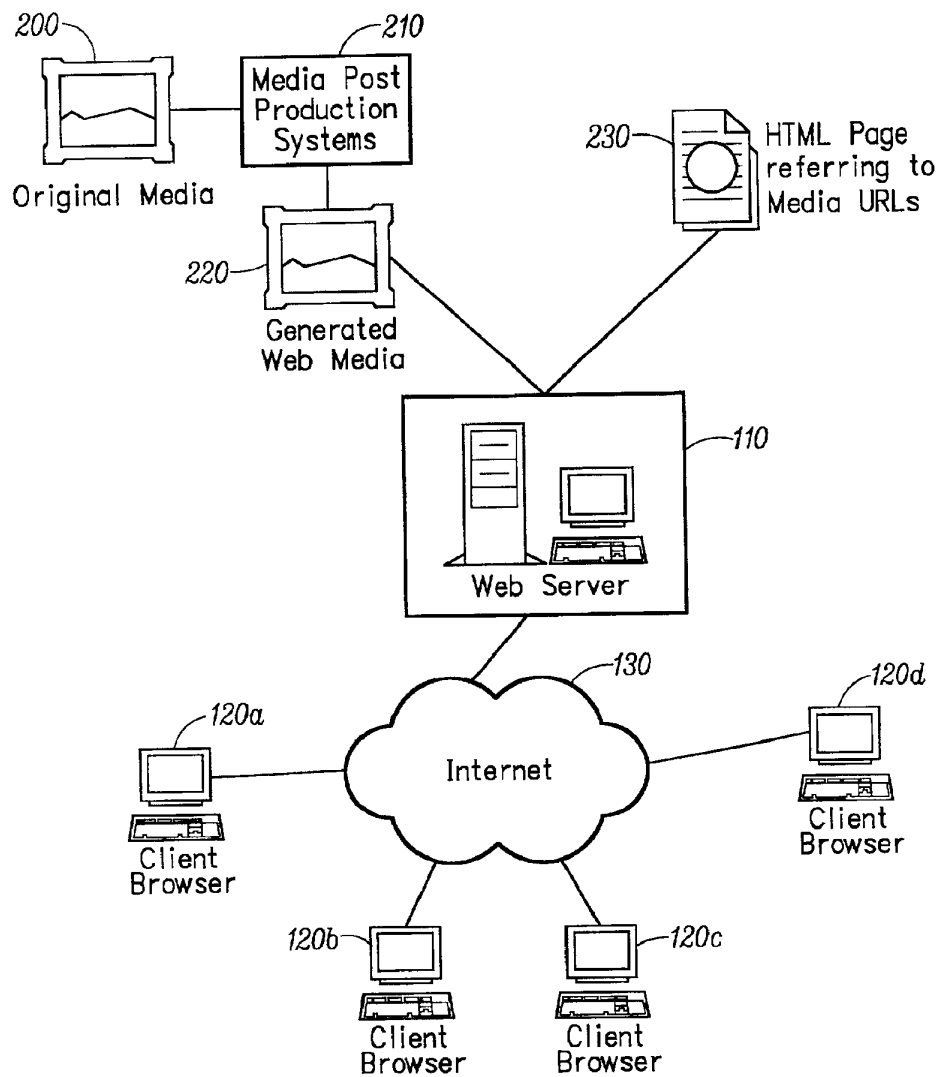 200
210
Media Post
Production
Systems
Original Media
230
HTML Page
referring to
Media URLs
220
Generated
Web Media
110
Web Server
130
Internet
120a
Client
Browser
120d
Client
Browser
120b
Client
Browser
120c
Client
Browser